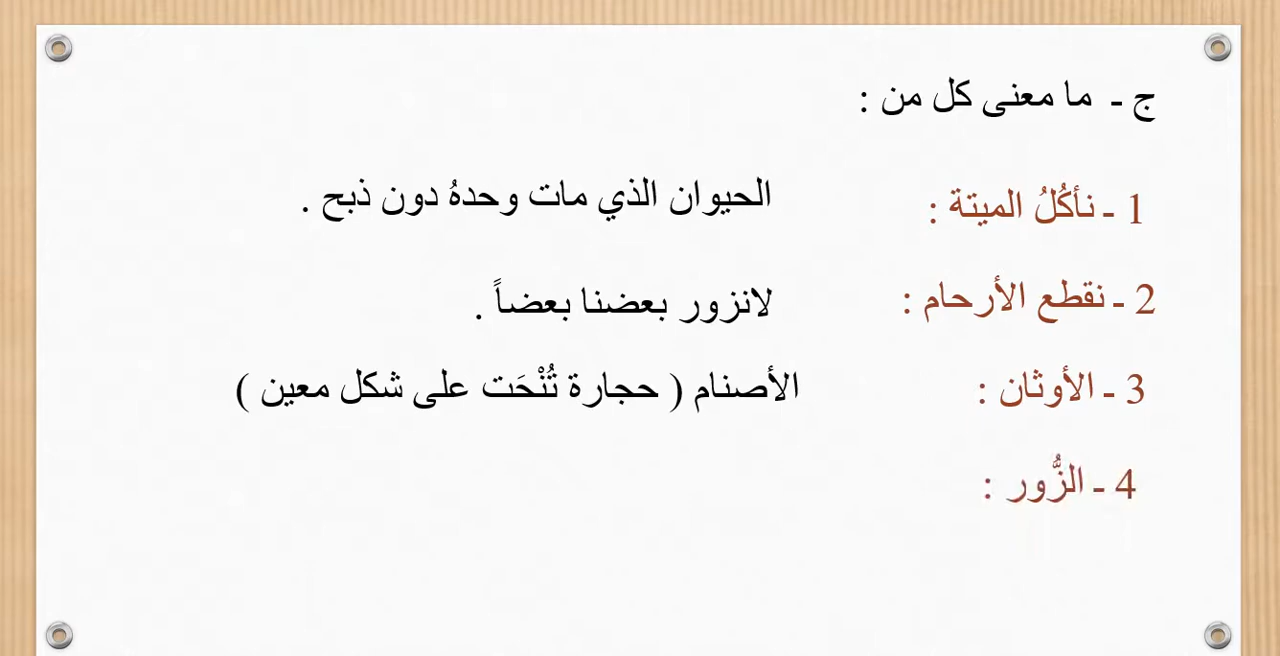 ج ـ ما معنى كل من :
1 ـ نأكُلُ الميتة : الحيوان الذي مات وحدهُ دون ذبح .
2 ـ نقطع الأرحام : لانزور بعضنا بعضاً .
3 ـ الأوثان : الأصنام ( حجارة تُنْحَت على شكل معين )
4 ـ الزُّور :